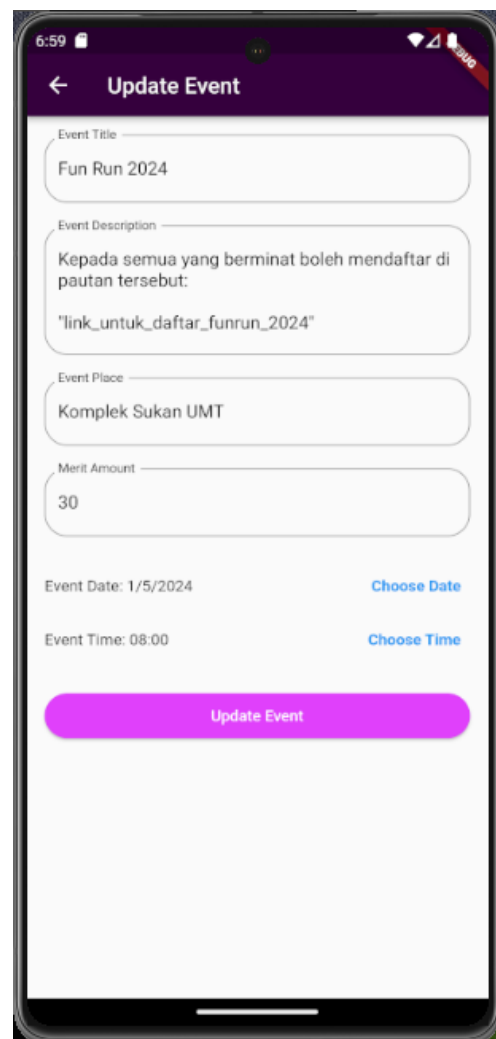 6:59
DEBUG
Update Event
Event Title
Fun Run 2024
Event Description
Kepada semua yang berminat boleh mendaftar di
pautan tersebut:
"link_untuk_daftar_funrun_2024"
Event Place
Komplek Sukan UMT
Merit Amount
30
Event Date: 1/5/2024 Choose Date
Event Time: 08:00 Choose Time
Update Event